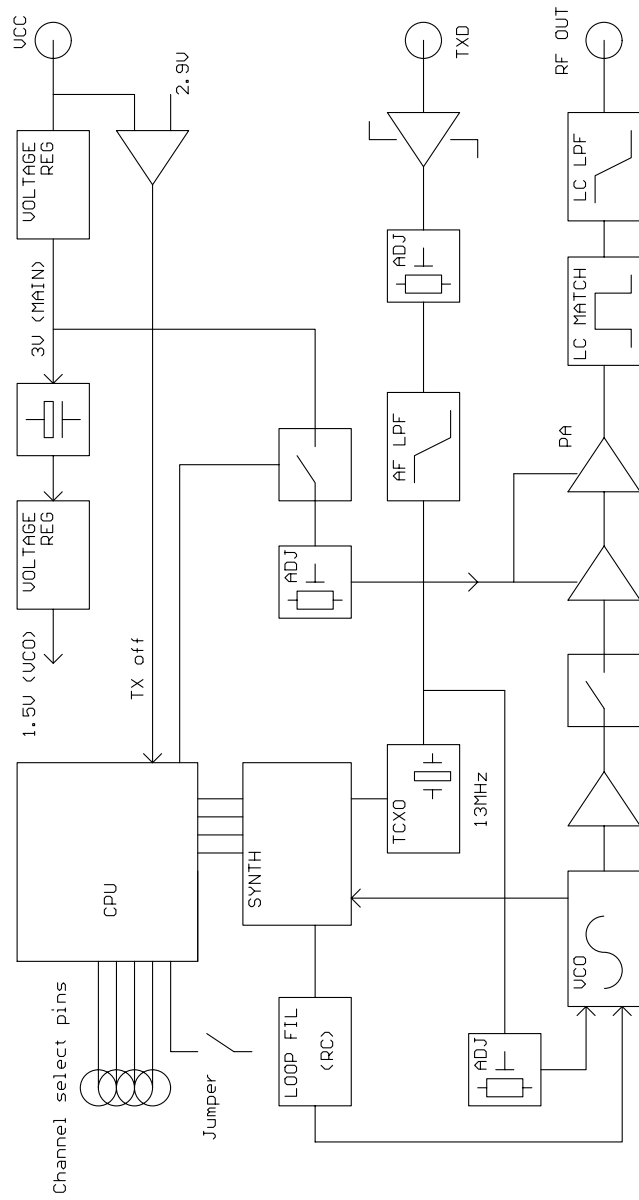 Channel select pins
Jumper
CPU
TX off
1.5V (VCO)
VOLTAGE
REG
3V (MAIN)
VOLTAGE
REG
VCC
2.9V
LOOP FIL
(RC)
SYNTH
TCXO
13MHz
ADJ
AF LPF
ADJ
TXD
ADJ
VCO
PA
LC MATCH
LC LPF
RF OUT